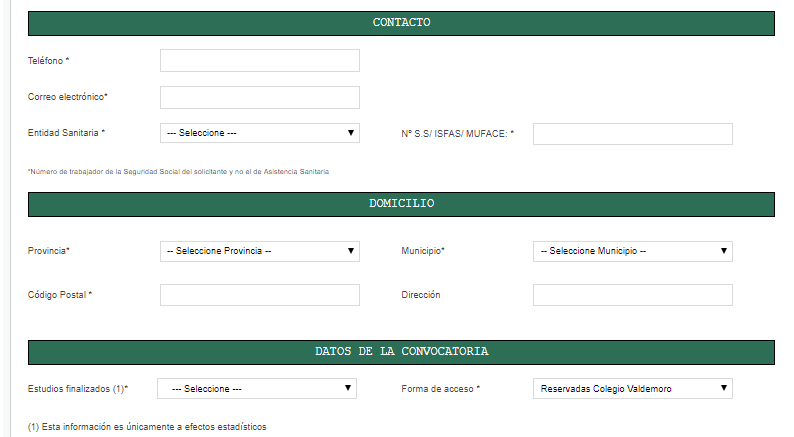 CONTACTO
Teléfono *
Correo electrónico*
Entidad Sanitaria * --- Seleccione --- Nº S.S/ ISFAS/ MUFACE: *
*Número de trabajador de la Seguridad Social del solicitante y no el de Asistencia Sanitaria
DOMICILIO
Provincia* -- Seleccione Provincia -- Municipio* -- Seleccione Municipio --
Código Postal * Dirección
DATOS DE LA CONVOCATORIA
Estudios finalizados (1)* --- Seleccione --- Forma de acceso * Reservadas Colegio Valdemoro
(1) Esta información es únicamente a efectos estadísticos